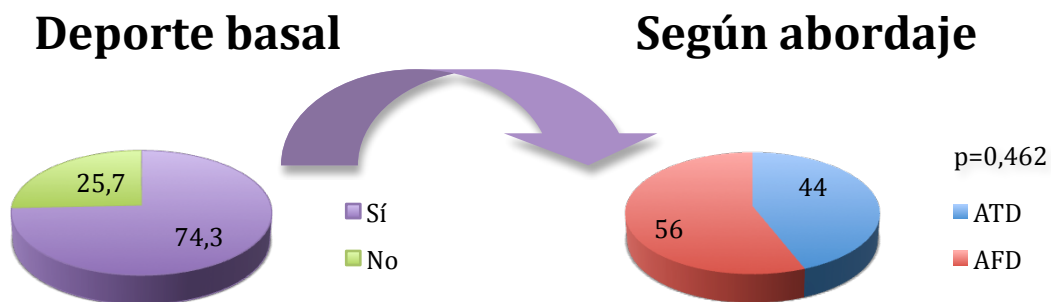 Deporte basal
Según abordaje
25,7
74,3
Sí
No
p=0,462
44
56
ATD
AFD